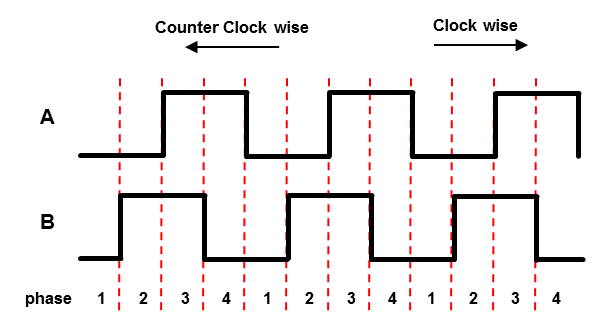 Counter Clock wise Clock wise
A
B
phase 1 2 3 4 1 2 3 4 1 2 3 4